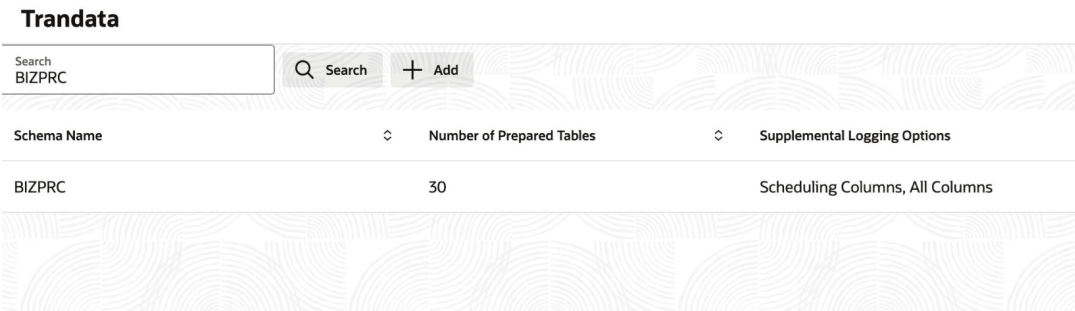 Trandata
Search
BIZPRC
Search
Add
Schema Name Number of Prepared Tables Supplemental Logging Options
BIZPRC 30 Scheduling Columns, All Columns